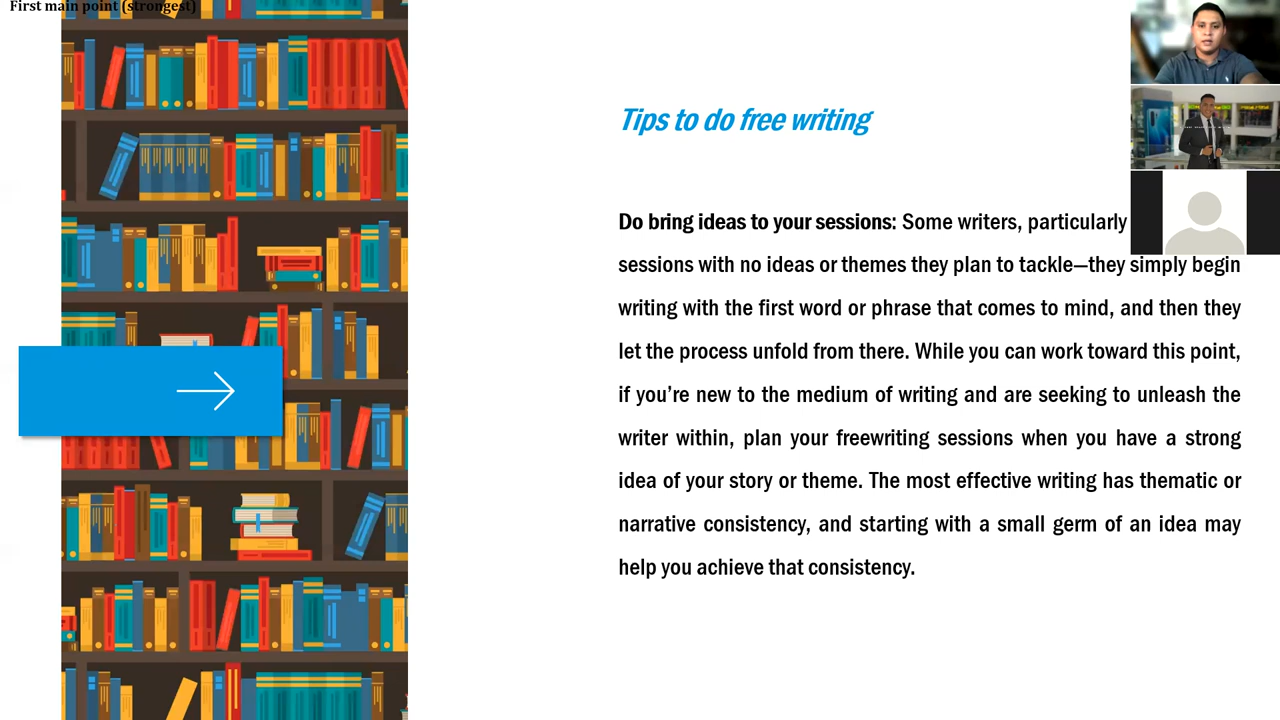 First main point (strongest)
Tips to do free writing
Do bring ideas to your sessions: Some writers, particularly
sessions with no ideas or themes they plan to tackle—they simply begin
writing with the first word or phrase that comes to mind, and then they
let the process unfold from there. While you can work toward this point,
if you’re new to the medium of writing and are seeking to unleash the
writer within, plan your freewriting sessions when you have a strong
idea of your story or theme. The most effective writing has thematic or
narrative consistency, and starting with a small germ of an idea may
help you achieve that consistency.